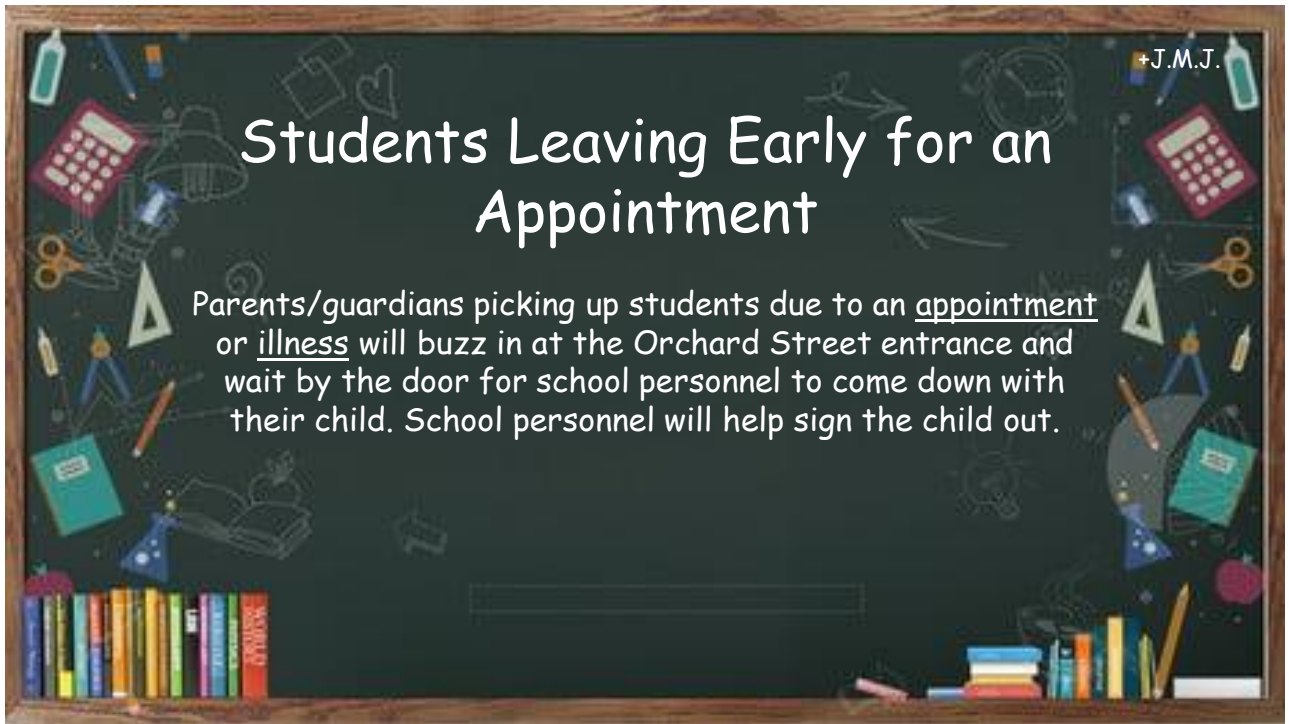 +J.M.J.
Students Leaving Early for an
Appointment
Parents/guardians picking up students due to an appointment
or illness will buzz in at the Orchard Street entrance and
wait by the door for school personnel to come down with
their child. School personnel will help sign the child out.
WORLD